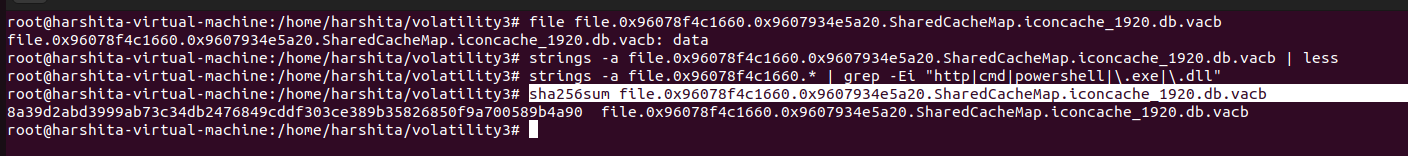 root@harshita-virtual-machine:/home/harshita/volatility3# file file.0x96078f4c1660.0x9607934e5a20.SharedCacheMap.iconcache_1920.db.vacb
file.0x96078f4c1660.0x9607934e5a20.SharedCacheMap.iconcache_1920.db.vacb: data
root@harshita-virtual-machine:/home/harshita/volatility3# strings -a file.0x96078f4c1660.0x9607934e5a20.SharedCacheMap.iconcache_1920.db.vacb | less
root@harshita-virtual-machine:/home/harshita/volatility3# strings -a file.0x96078f4c1660.* | grep -Ei "http|cmd|powershell|\.exe|\.dll"
root@harshita-virtual-machine:/home/harshita/volatility3# sha256sum file.0x96078f4c1660.0x9607934e5a20.SharedCacheMap.iconcache_1920.db.vacb
8a39d2abd3999ab73c34db2476849cddf303ce389b35826850f9a700589b4a90  file.0x96078f4c1660.0x9607934e5a20.SharedCacheMap.iconcache_1920.db.vacb
root@harshita-virtual-machine:/home/harshita/volatility3#